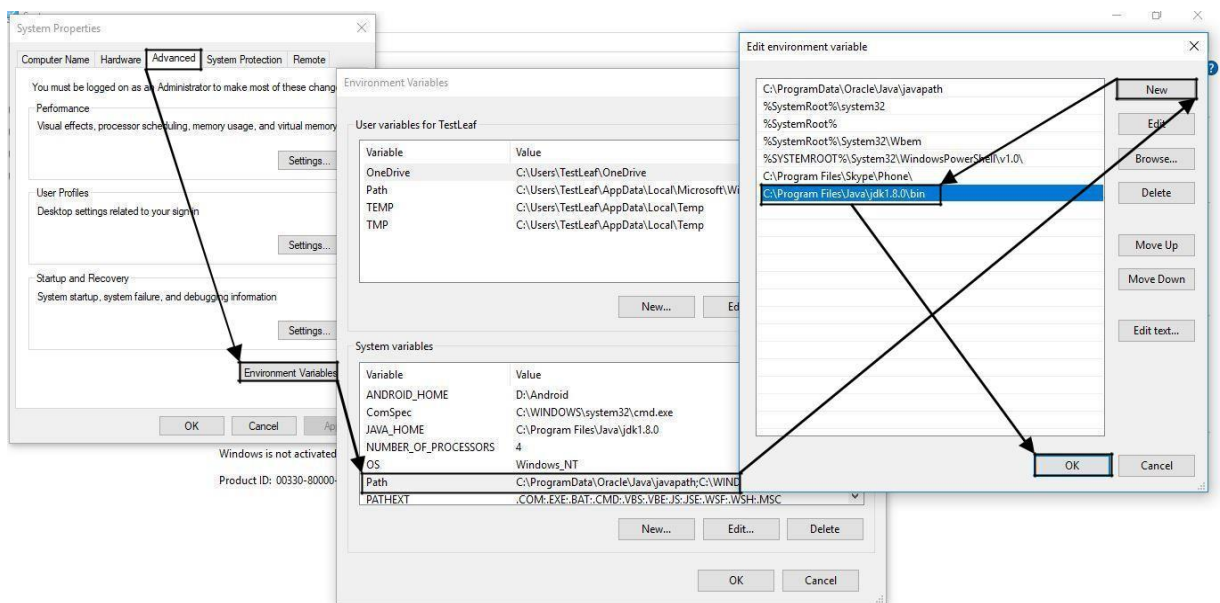 System Properties
Computer Name Hardware Advanced System Protection Remote
You must be logged on as an Administrator to make most of these chang
Performance
Visual effects, processor scheduling, memory usage, and virtual memory
Settings...
User Profiles
Desktop settings related to your sign-in
Settings...
Startup and Recovery
System startup, system failure, and debugging information
Settings...
Environment Variables
OK Cancel Ap
Windows is not activated
Product ID: 00330-80000-
Environment Variables
User variables for TestLeaf
Variable Value
OneDrive C:\Users\TestLeaf\OneDrive
Path C:\Users\TestLeaf\AppData\Local\Microsoft\Wi
TEMP C:\Users\TestLeaf\AppData\Local\Temp
TMP C:\Users\TestLeaf\AppData\Local\Temp
New... Ed
System variables
Variable Value
ANDROID_HOME D:\Android
ComSpec C:\WINDOWS\system32\cmd.exe
JAVA_HOME C:\Program Files\Java\jdk1.8.0
NUMBER_OF_PROCESSORS 4
OS Windows_NT
Path C:\ProgramData\Oracle\Java\javapath;C:\WIND
PATHEXT .COM;.EXE;.BAT;.CMD;.VBS;.VBE;.JS;.JSE;.WSF;.WSH;.MSC
New... Edit... Delete
OK Cancel
Edit environment variable
C:\ProgramData\Oracle\Java\javapath
%SystemRoot%\system32
%SystemRoot%
%SystemRoot%\System32\Wbem
%SYSTEMROOT%\System32\WindowsPowerShell\v1.0\
C:\Program Files\Skype\Phone\
C:\Program Files\Java\jdk1.8.0\bin
New
Edit
Browse...
Delete
Move Up
Move Down
Edit text...
OK Cancel